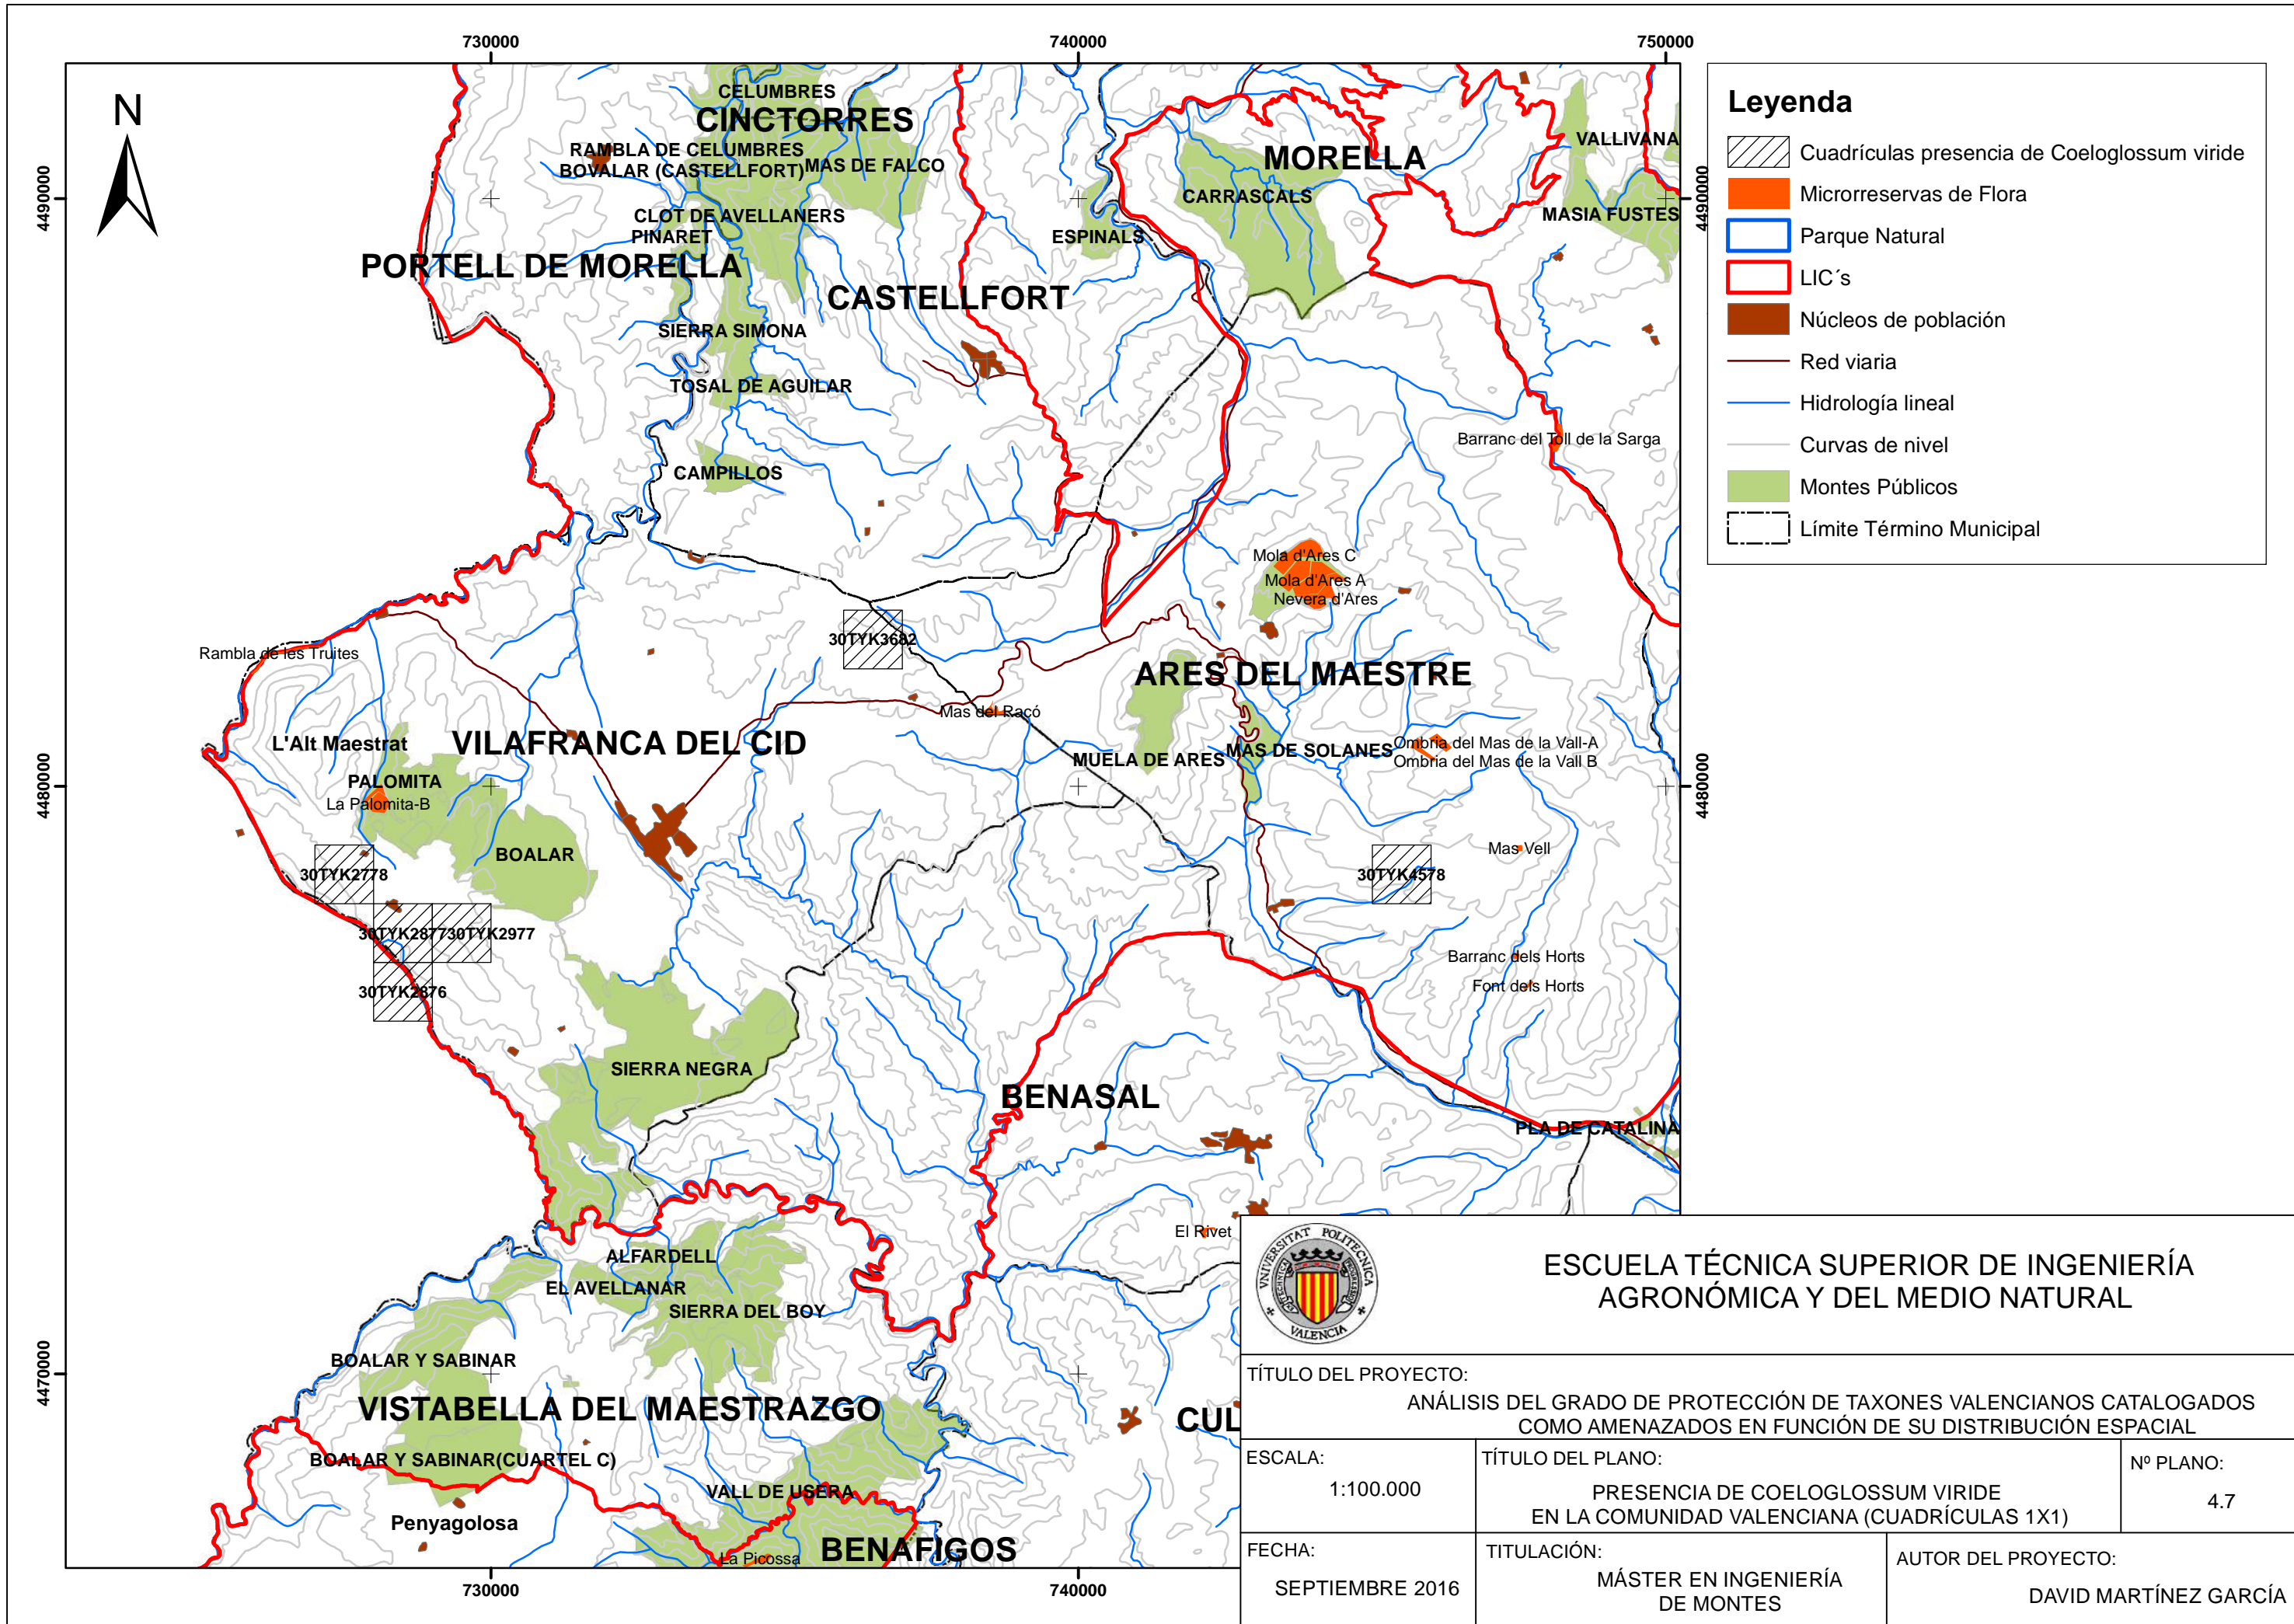 730000
740000
750000
4490000
4480000
4470000
4490000
4480000
730000
740000
N
CELUMBRES
CINCTORRES
RAMBLA DE CELUMBRES
BOVALAR (CASTELLFORT)
MAS DE FALCO
CLOT DE AVELLANERS
PINARET
PORTELL DE MORELLA
CASTELLFORT
SIERRA SIMONA
TOSAL DE AGUILAR
CAMPILLOS
MORELLA
CARRASCALS
ESPINALS
VALLIVANA
MASIA FUSTES
Barranc del Toll de la Sarga
Mola d'Ares C
Mola d'Ares A
Nevera d'Ares
30TYK3682
Rambla de les Truites
ARES DEL MAESTRE
Mas del Racó
L'Alt Maestrat
VILAFRANCA DEL CID
MUELA DE ARES
MAS DE SOLANES
Ombria del Mas de la Vall-A
Ombria del Mas de la Vall B
PALOMITA
La Palomita-B
BOALAR
Mas Vell
30TYK2778
30TYK4578
30TYK2877
30TYK2977
30TYK2876
Barranc dels Horts
Font dels Horts
SIERRA NEGRA
BENASAL
PLA DE CATALINA
El Rivet
ALFARDELL
EL AVELLANAR
SIERRA DEL BOY
BOALAR Y SABINAR
VISTABELLA DEL MAESTRAZGO
CUL
BOALAR Y SABINAR(CUARTEL C)
VALL DE USERA
Penyagolosa
La Picossa
BENAFIGOS
Leyenda
Cuadrículas presencia de Coeloglossum viride
Microrreservas de Flora
Parque Natural
LIC´s
Núcleos de población
Red viaria
Hidrología lineal
Curvas de nivel
Montes Públicos
Límite Término Municipal
VNIVERSITAT POLITECNICA
VALENCIA
ESCUELA TÉCNICA SUPERIOR DE INGENIERÍA
AGRONÓMICA Y DEL MEDIO NATURAL
TÍTULO DEL PROYECTO:
ANÁLISIS DEL GRADO DE PROTECCIÓN DE TAXONES VALENCIANOS CATALOGADOS
COMO AMENAZADOS EN FUNCIÓN DE SU DISTRIBUCIÓN ESPACIAL
ESCALA:
1:100.000
TÍTULO DEL PLANO:
PRESENCIA DE COELOGLOSSUM VIRIDE
EN LA COMUNIDAD VALENCIANA (CUADRÍCULAS 1X1)
Nº PLANO:
4.7
FECHA:
SEPTIEMBRE 2016
TITULACIÓN:
MÁSTER EN INGENIERÍA
DE MONTES
AUTOR DEL PROYECTO:
DAVID MARTÍNEZ GARCÍA